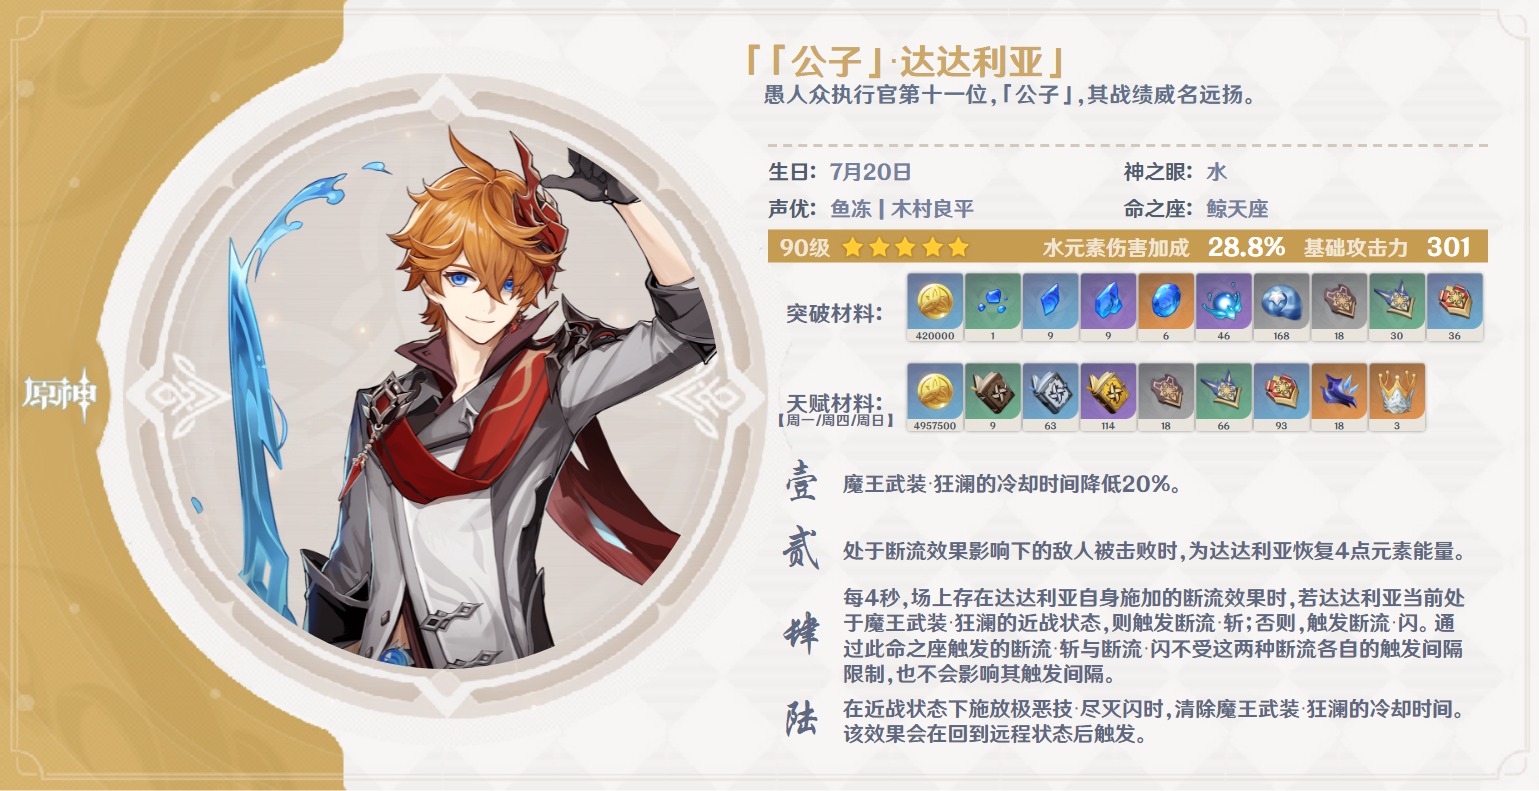 「「公子」·达达利亚」
愚人众执行官第十一位，「公子」，其战绩威名远扬。
生日：7月20日 神之眼：水
声优：鱼冻 | 木村良平 命之座：鲸天座
90级 水元素伤害加成 28.8% 基础攻击力 301
突破材料：
420000 1 9 9 6 46 168 18 30 36
天赋材料：
【周一/周四/周日】
4957500 9 63 114 18 66 93 18 3
原神
壹 魔王武装·狂澜的冷却时间降低20%。
贰 处于断流效果影响下的敌人被击败时，为达达利亚恢复4点元素能量。
肆
每4秒，场上存在达达利亚自身施加的断流效果时，若达达利亚当前处
于魔王武装·狂澜的近战状态，则触发断流·斩；否则，触发断流·闪。通
过此命之座触发的断流·斩与断流·闪不受这两种断流各自的触发间隔
限制，也不会影响其触发间隔。
陆
在近战状态下施放极恶技·尽灭闪时，清除魔王武装·狂澜的冷却时间。
该效果会在回到远程状态后触发。